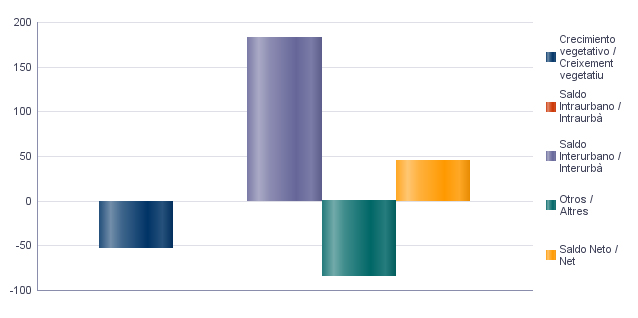 200
150
100
50
0
-50
-100
Crecimiento
vegetativo /
Creixement
vegetatiu
Saldo
Intraurbano /
Intraurbà
Saldo
Interurbano /
Interurbà
Otros /
Altres
Saldo Neto /
Net